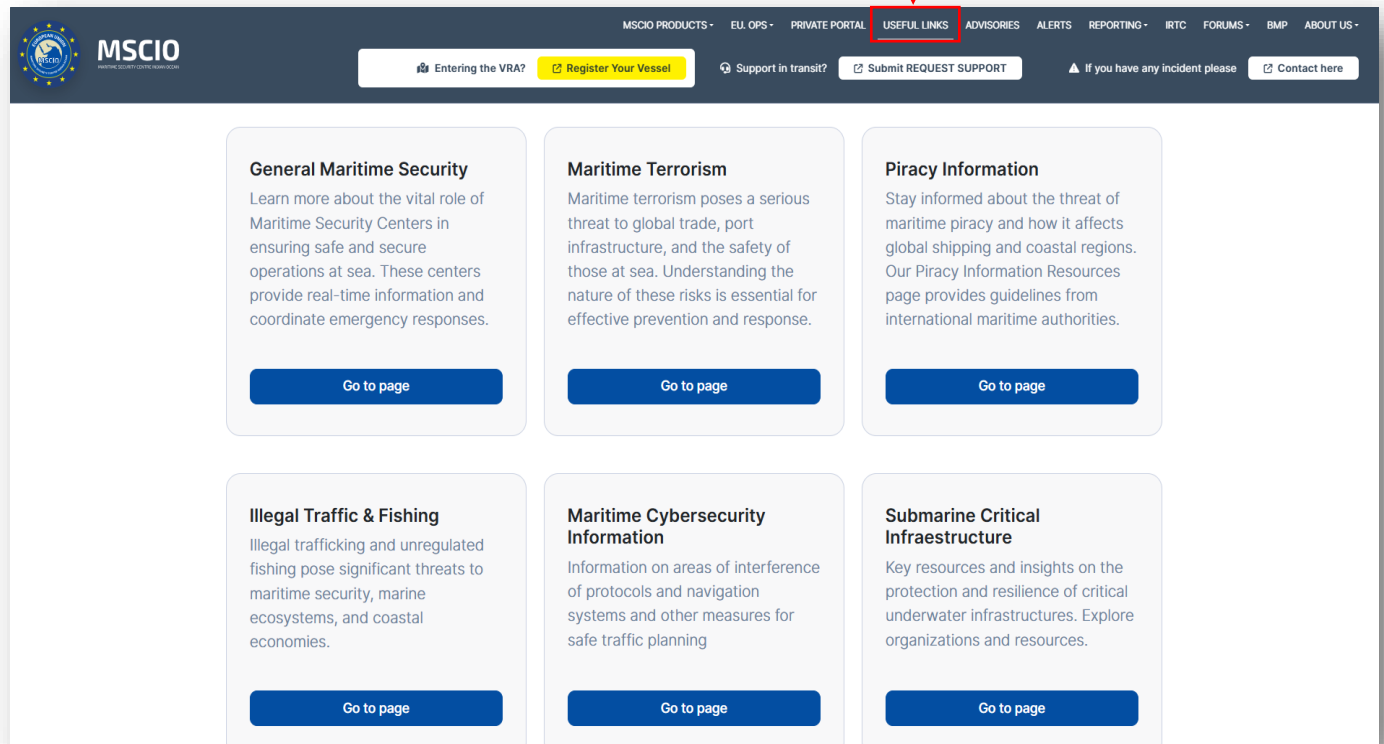 MSCIO PRODUCTS EU. OPS PRIVATE PORTAL USEFUL LINKS ADVISORIES ALERTS REPORTING IRTC FORUMS BMP ABOUT US
EUROPEAN UNION
MSCIO
MSCIO
MARITIME SECURITY CENTRE INDIAN OCEAN
Entering the VRA? Register Your Vessel Support in transit? Submit REQUEST SUPPORT If you have any incident please Contact here
General Maritime Security
Learn more about the vital role of
Maritime Security Centers in
ensuring safe and secure
operations at sea. These centers
provide real-time information and
coordinate emergency responses.
Go to page
Maritime Terrorism
Maritime terrorism poses a serious
threat to global trade, port
infrastructure, and the safety of
those at sea. Understanding the
nature of these risks is essential for
effective prevention and response.
Go to page
Piracy Information
Stay informed about the threat of
maritime piracy and how it affects
global shipping and coastal regions.
Our Piracy Information Resources
page provides guidelines from
international maritime authorities.
Go to page
Illegal Traffic & Fishing
Illegal trafficking and unregulated
fishing pose significant threats to
maritime security, marine
ecosystems, and coastal
economies.
Go to page
Maritime Cybersecurity
Information
Information on areas of interference
of protocols and navigation
systems and other measures for
safe traffic planning
Go to page
Submarine Critical
Infraestructure
Key resources and insights on the
protection and resilience of critical
underwater infrastructures. Explore
organizations and resources.
Go to page